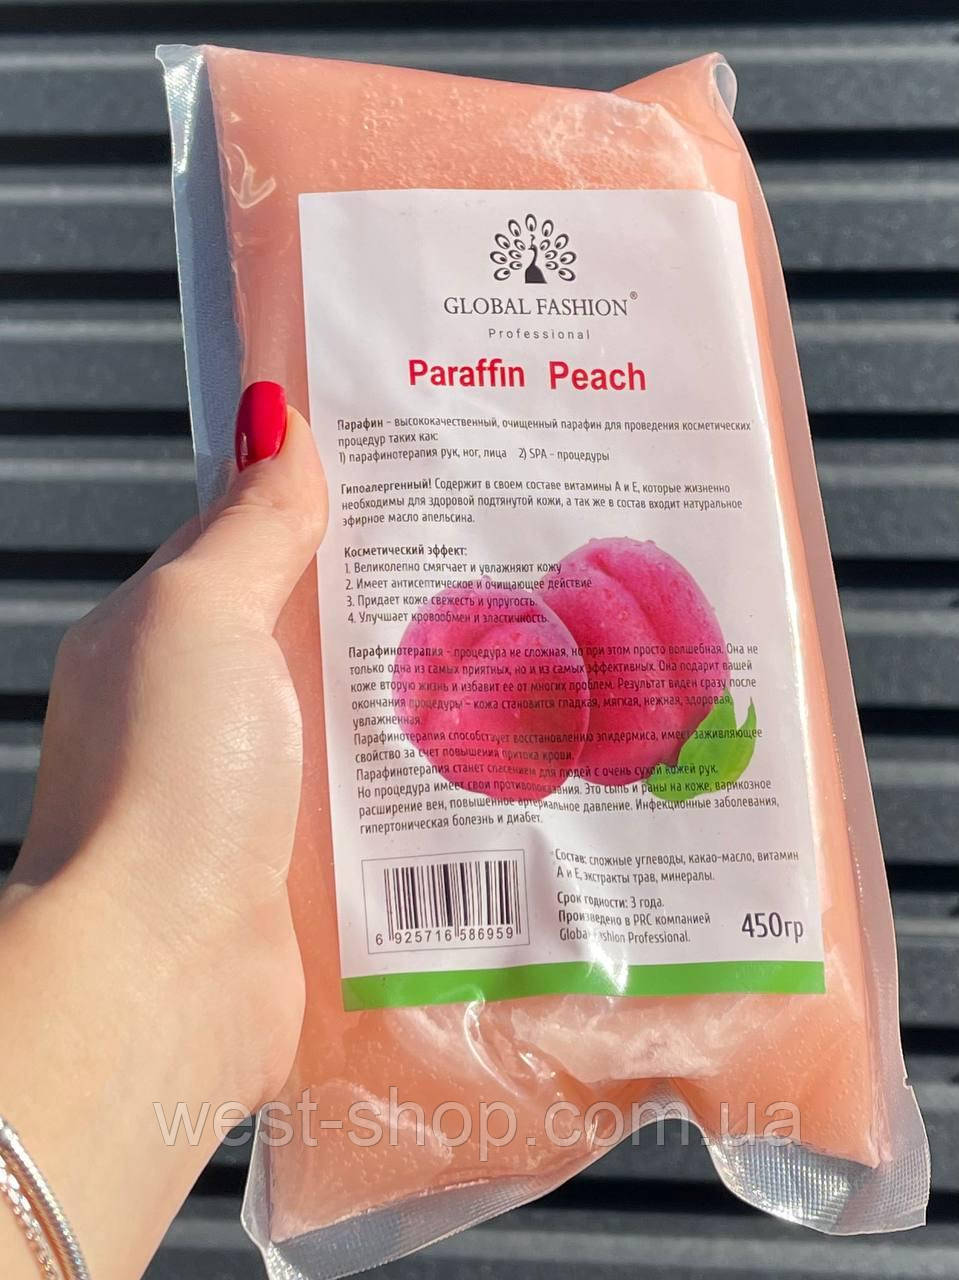 GLOBAL FASHION®
Professional
Paraffin Peach
Парафин - высококачественный, очищенный парафин для проведения косметических
процедур таких как:
1) парафинотерапия рук, ног, лица 2) SPA - процедуры
Гипоалергенный! Содержит в своем составе витамины А и Е, которые жизненно
необходимы для здоровой подтянутой кожи, а так же в состав входит натуральное
эфирное масло апельсина.
Косметический эффект:
1. Великолепно смягчает и увлажняют кожу
2. Имеет антисептическое и очищающее действие
3. Придает коже свежесть и упругость.
4. Улучшает кровообмен и эластичность.
Парафинотерапия - процедура не сложная, но при этом просто волшебная. Она не
только одна из самых приятных, но и из самых эффективных. Она подарит вашей
коже вторую жизнь и избавит ее от многих проблем. Результат виден сразу после
окончания процедуры - кожа становится гладкая, мягкая, нежная, здоровая,
увлажненная.
Парафинотерапия способствует восстановлению эпидермиса, имеет заживляющее
свойство за счет повышения притока крови.
Парафинотерапия станет спасением для людей с очень сухой кожей рук.
Но процедура имеет свои противопоказания. Это сыпь и раны на коже, варикозное
расширение вен, повышенное артериальное давление. Инфекционные заболевания,
гипертоническая болезнь и диабет.
Состав: сложные углеводы, какао-масло, витамин
А и Е, экстракты трав, минералы.
Срок годности: 3 года.
Произведено в PRC компанией
Global Fashion Professional.
450гр
6 925716 586959
west-shop.com.ua